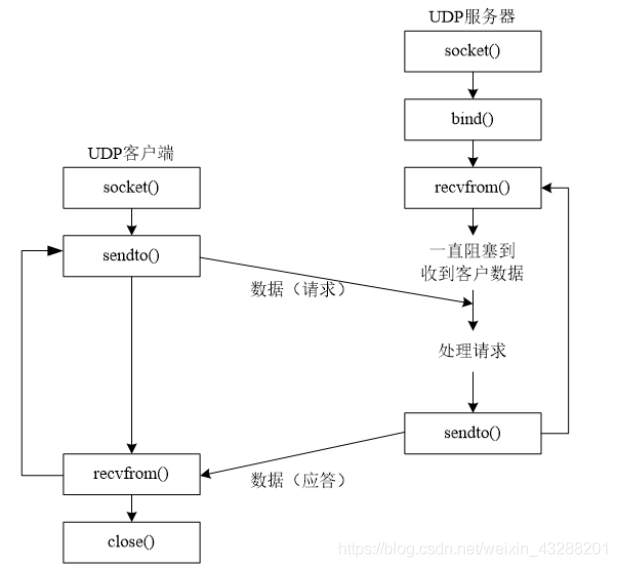 UDP服务器
socket()
bind()
UDP客户端
socket()
recvfrom()
sendto()
一直阻塞到
收到客户数据
数据（请求）
处理请求
sendto()
recvfrom()
数据（应答）
close()
https://blog.csdn.net/weixin_43288201